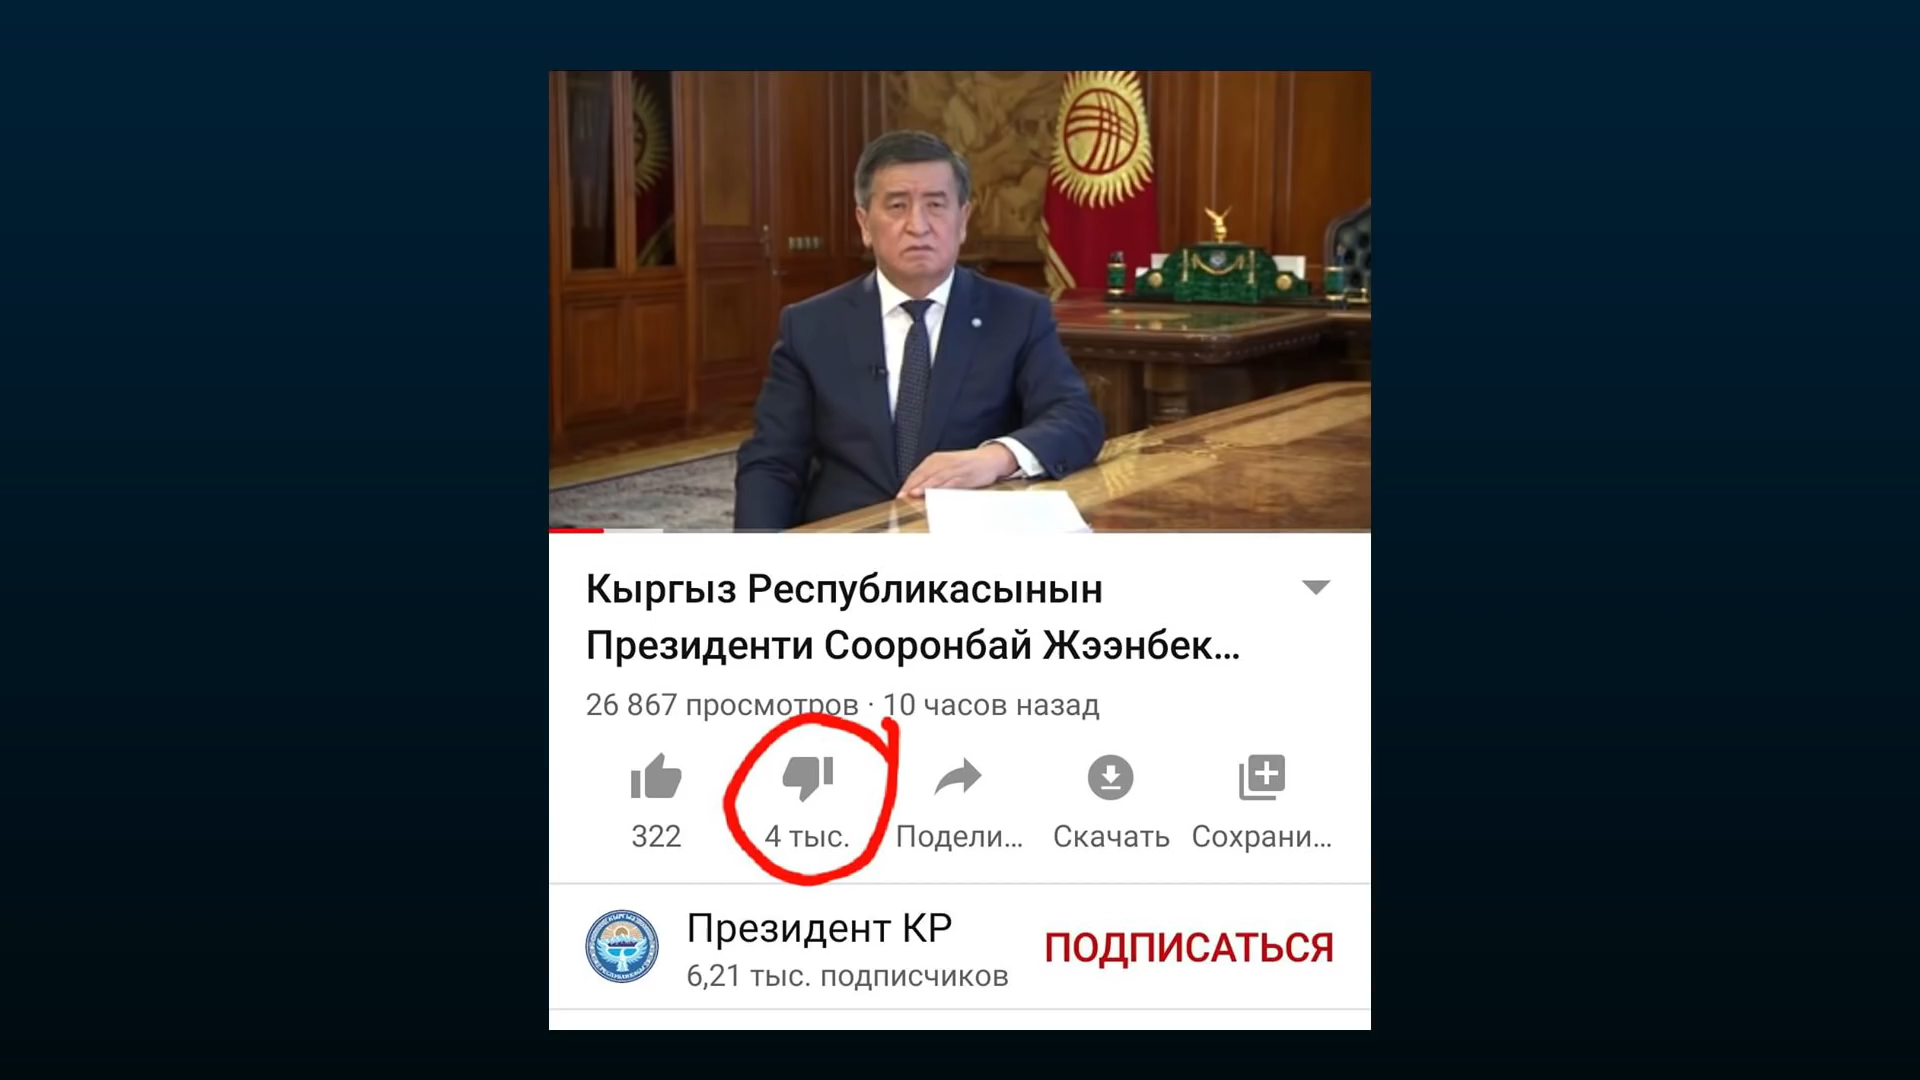 Кыргыз Республикасынын
Президенти Сооронбай Жээнбек...
26 867 просмотров · 10 часов назад
322
4 тыс.
Подели...
Скачать
Сохрани...
Президент КР
6,21 тыс. подписчиков
ПОДПИСАТЬСЯ